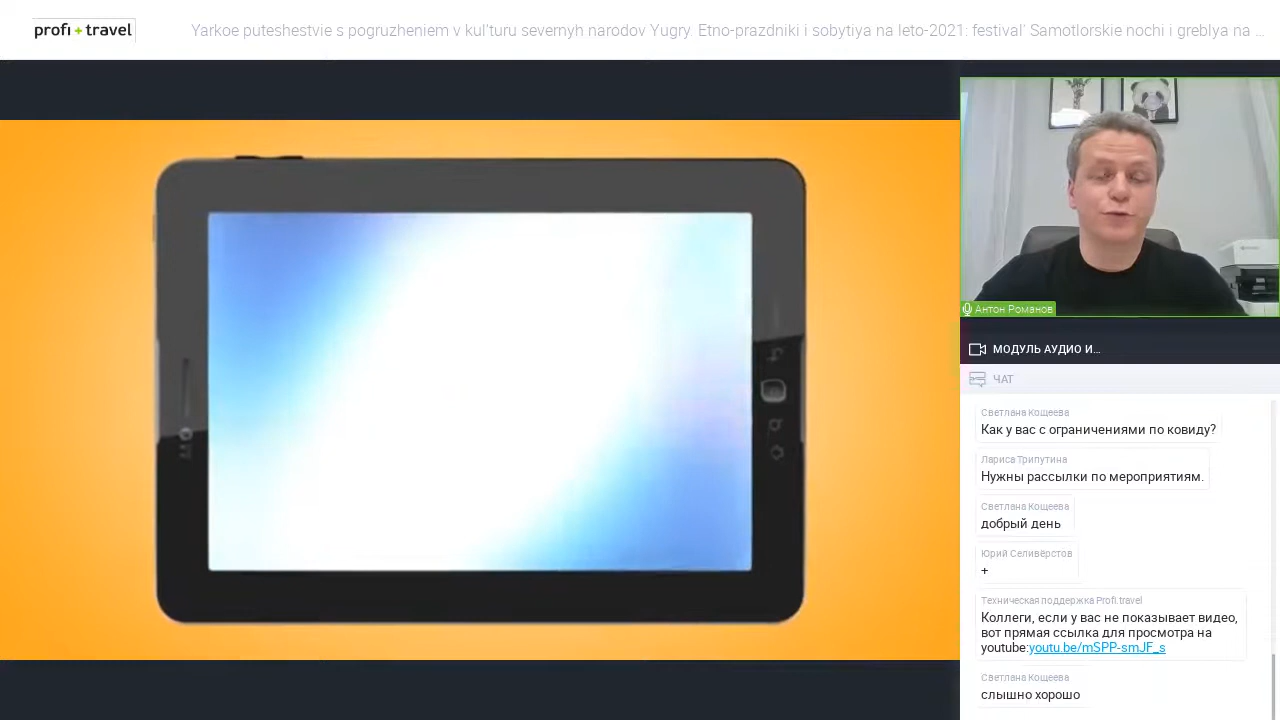 profi + travel
Yarkoe puteshestvie s pogruzheniem v kul'turu severnyh narodov Yugry. Etno-prazdniki i sobytiya na leto-2021: festival' Samotlorskie nochi i greblya na ...
Антон Романов
МОДУЛЬ АУДИО И...
ЧАТ
Светлана Кощеева
Как у вас с ограничениями по ковиду?
Лариса Трипутина
Нужны рассылки по мероприятиям.
Светлана Кощеева
добрый день
Юрий Селивёрстов
+
Техническая поддержка Profi.travel
Коллеги, если у вас не показывает видео,
вот прямая ссылка для просмотра на
youtube:youtu.be/mSPP-smJF_s
Светлана Кощеева
слышно хорошо